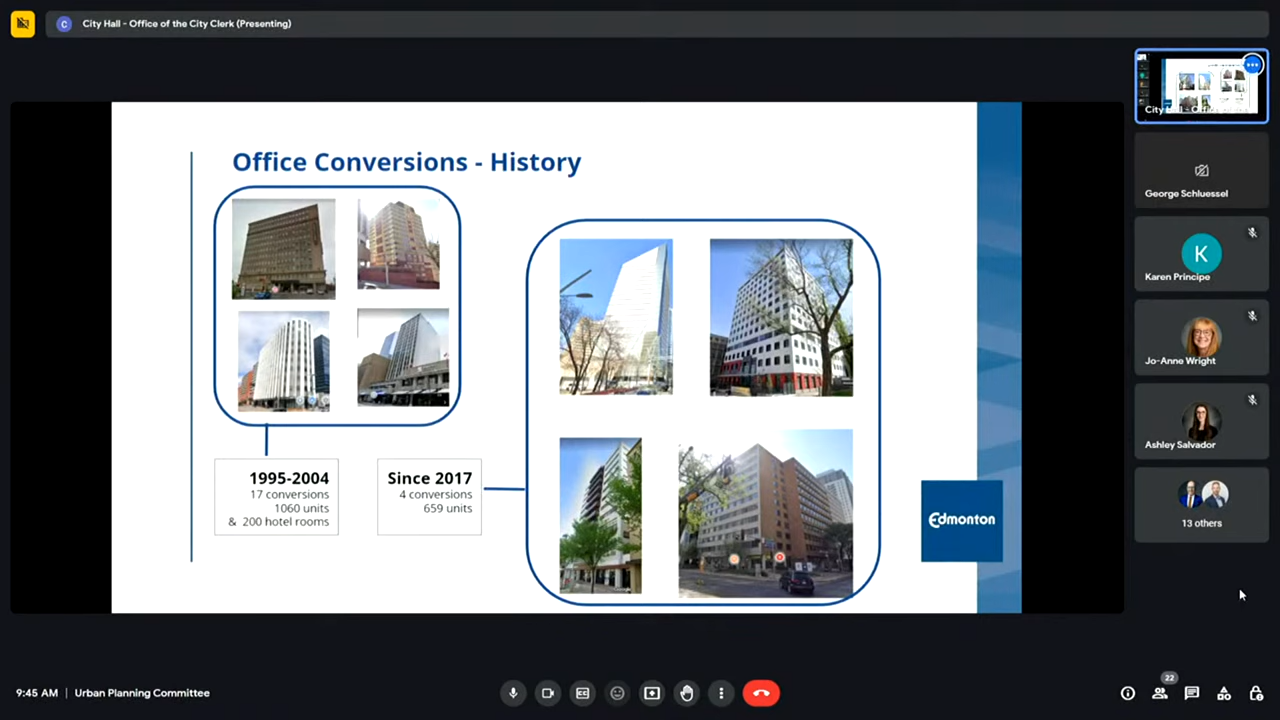 C
City Hall - Office of the City Clerk (Presenting)
Office Conversions - History
1995-2004
17 conversions
1060 units
& 200 hotel rooms
Since 2017
4 conversions
659 units
Edmonton
George Schluessel
K
Karen Principe
Jo-Anne Wright
Ashley Salvador
13 others
9:45 AM | Urban Planning Committee
CC
22